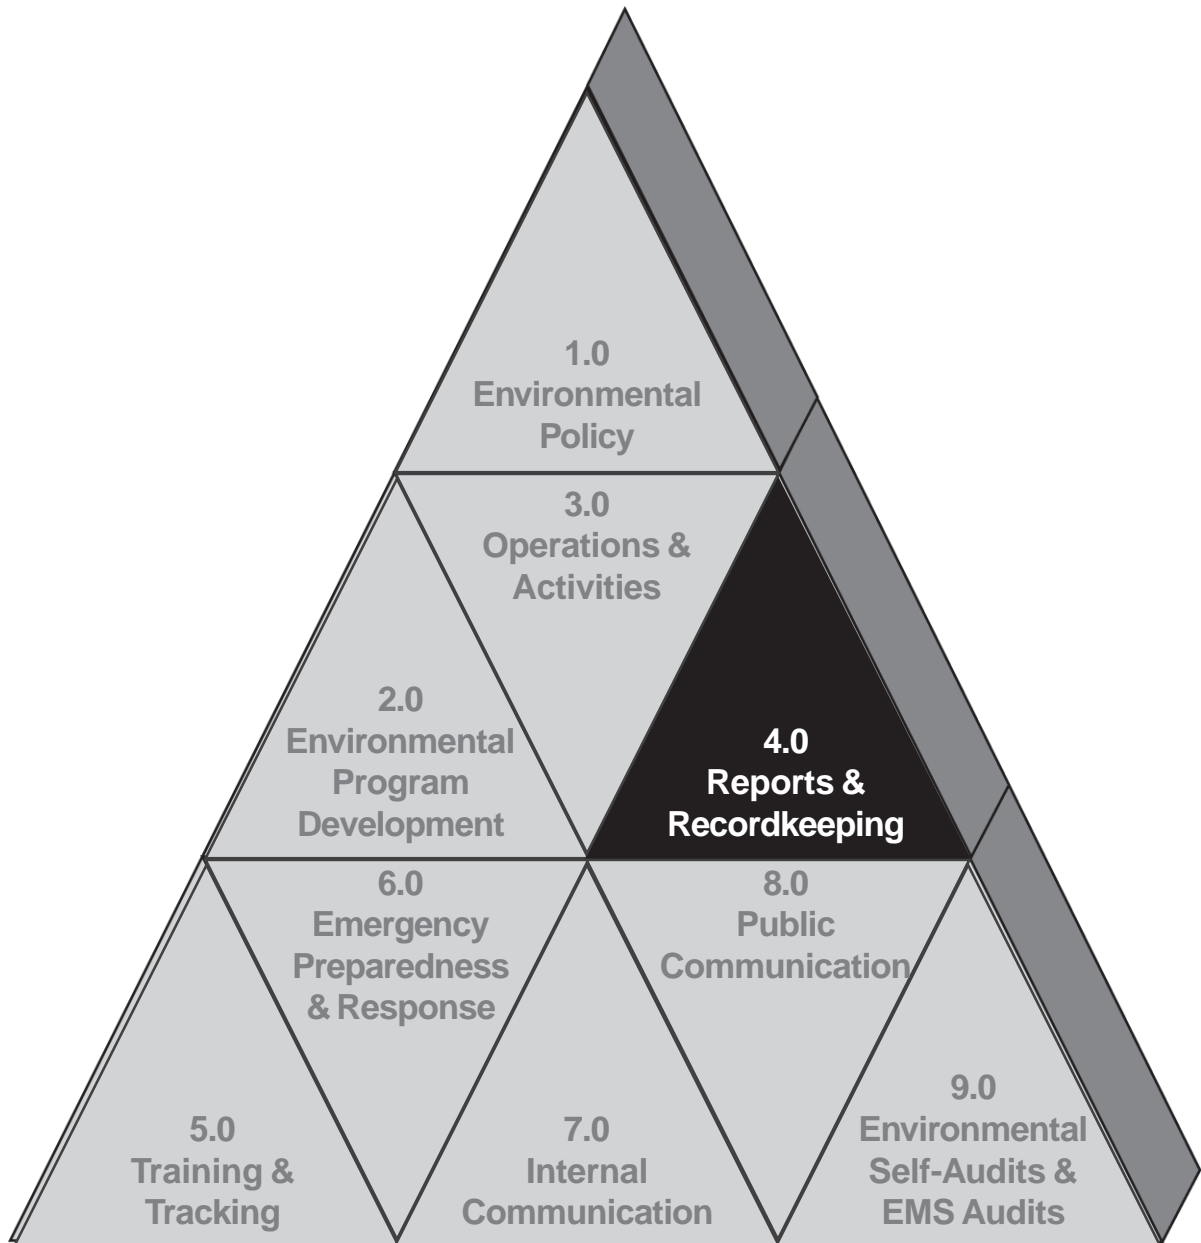 1.0
Environmental
Policy
3.0
Operations &
Activities
2.0
Environmental
Program
Development
4.0
Reports &
Recordkeeping
6.0
Emergency
Preparedness
& Response
8.0
Public
Communication
5.0
Training &
Tracking
7.0
Internal
Communication
9.0
Environmental
Self-Audits &
EMS Audits